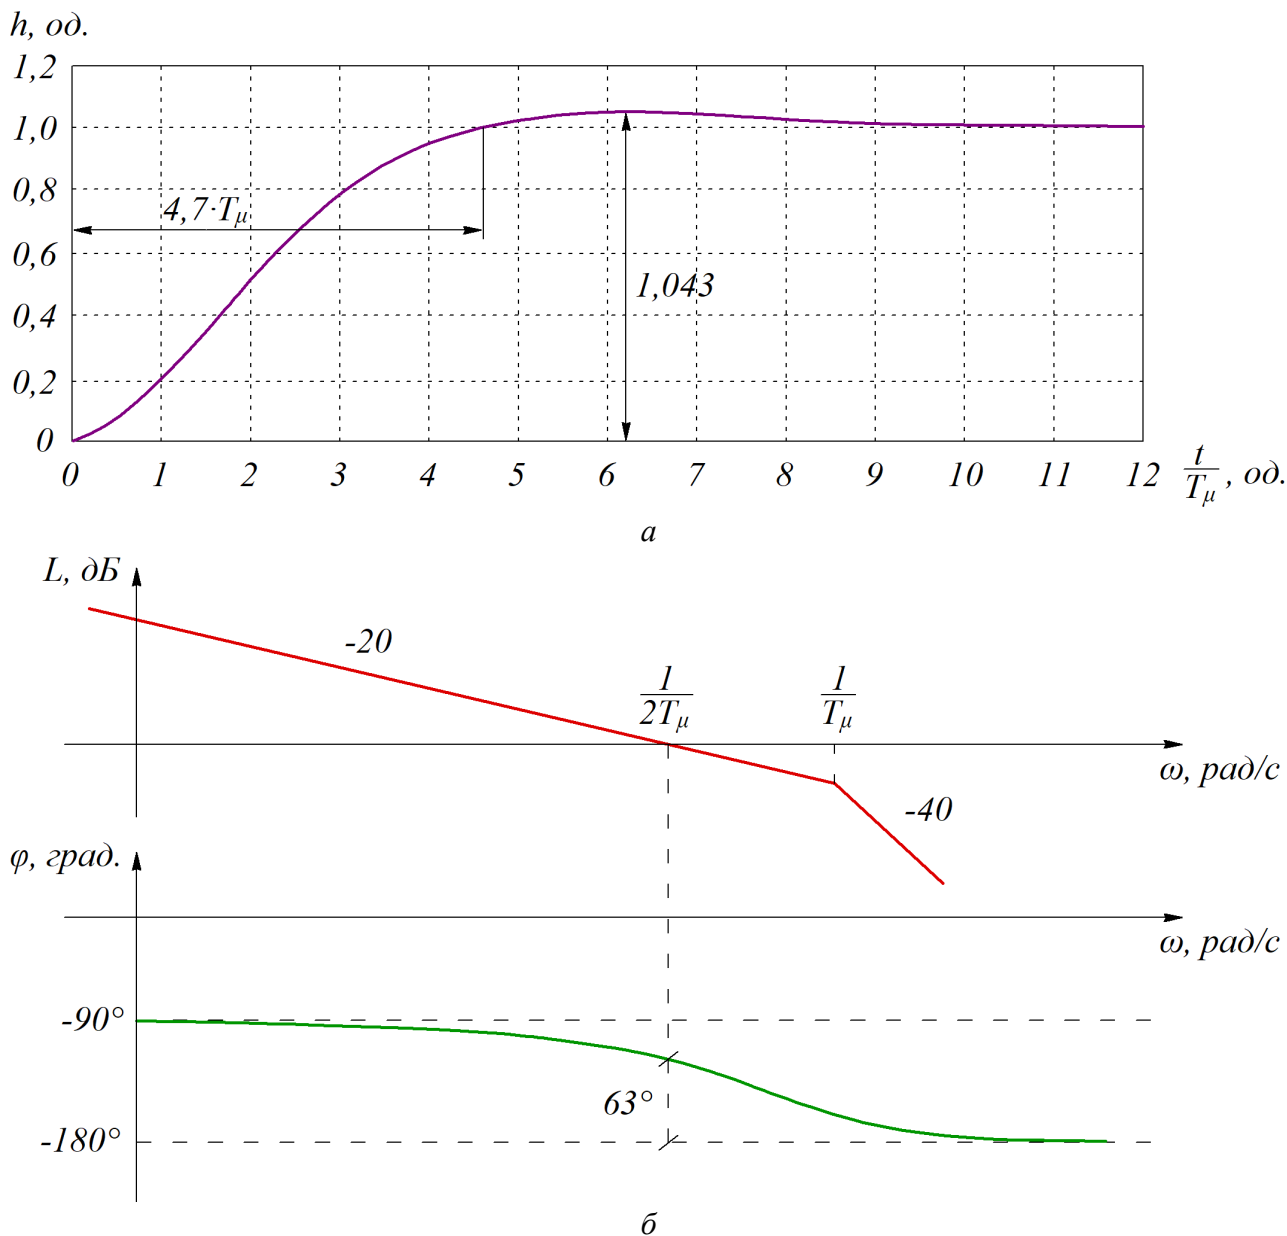 h, од.
1,2
1,0
0,8
4,7·Tμ
0,6
1,043
0,4
0,2
0
0 1 2 3 4 5 6 7 8 9 10 11 12 t/Tμ, од.
а
L, дБ
-20
1/2Tμ 1/Tμ
ω, рад/с
-40
φ, град.
ω, рад/с
-90°
63°
-180°
б